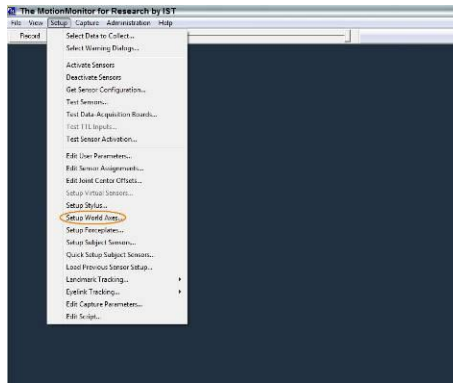 The MotionMonitor for Research by IST
File View Setup Capture Administration Help
Record
Select Data to Collect...
Select Warning Dialogs...
Activate Sensors
Deactivate Sensors
Get Sensor Configuration...
Test Sensors...
Test Data-Acquisition Boards...
Test TTL Inputs...
Test Sensor Activation...
Edit User Parameters...
Edit Sensor Assignments...
Edit Joint Center Offsets...
Setup Virtual Sensors...
Setup Stylus...
Setup World Axes...
Setup Forceplates...
Setup Subject Sensors...
Quick Setup Subject Sensors...
Load Previous Sensor Setup...
Landmark Tracking...
Eyelink Tracking...
Edit Capture Parameters...
Edit Script...